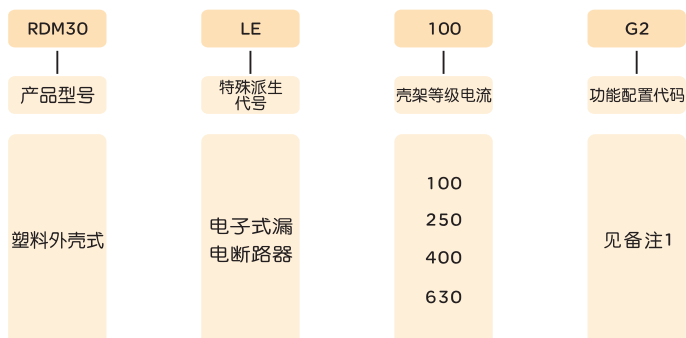 RDM30
LE
100
G2
产品型号
特殊派生
代号
壳架等级电流
功能配置代码
塑料外壳式
电子式漏
电断路器
100
250
400
630
见备注1